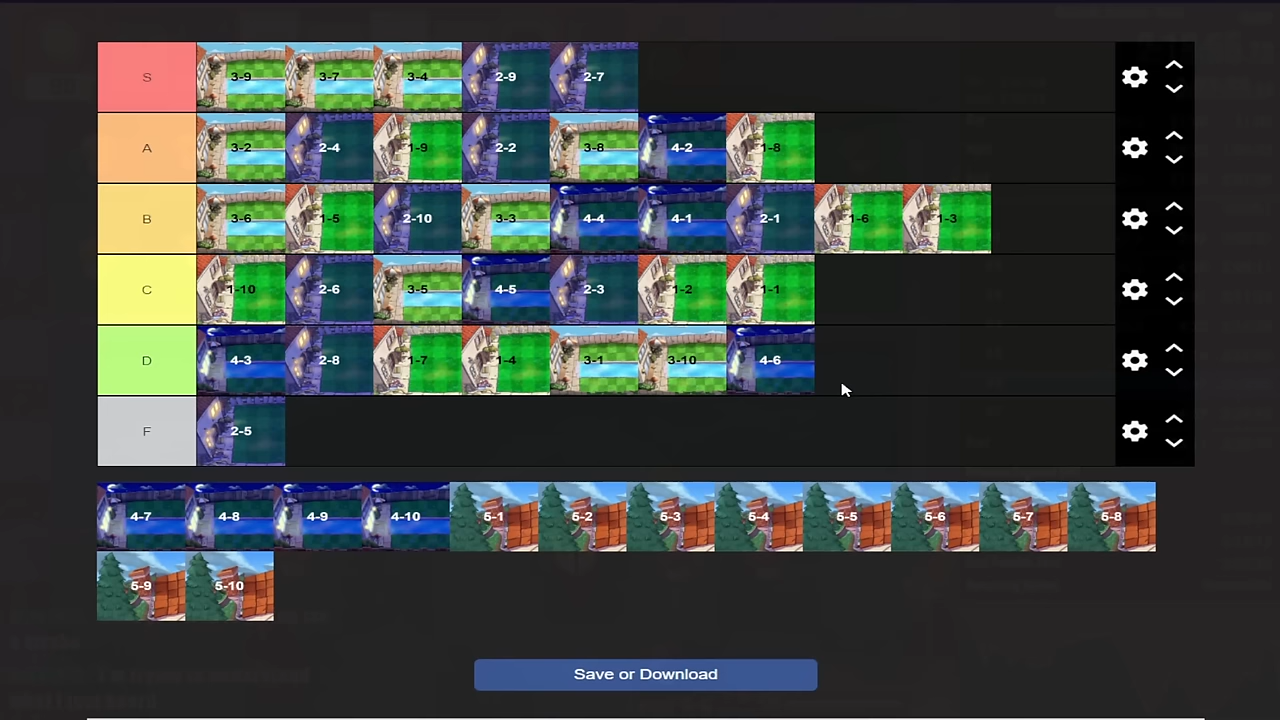 S 3-9 3-7 3-4 2-9 2-7
A 3-2 2-4 1-9 2-2 3-8 4-2 1-8
B 3-6 1-5 2-10 3-3 4-4 4-1 2-1 1-6 1-3
C 1-10 2-6 3-5 4-5 2-3 1-2 1-1
D 4-3 2-8 1-7 1-4 3-1 3-10 4-6
F 2-5
4-7 4-8 4-9 4-10 5-1 5-2 5-3 5-4 5-5 5-6 5-7 5-8
5-9 5-10
Save or Download